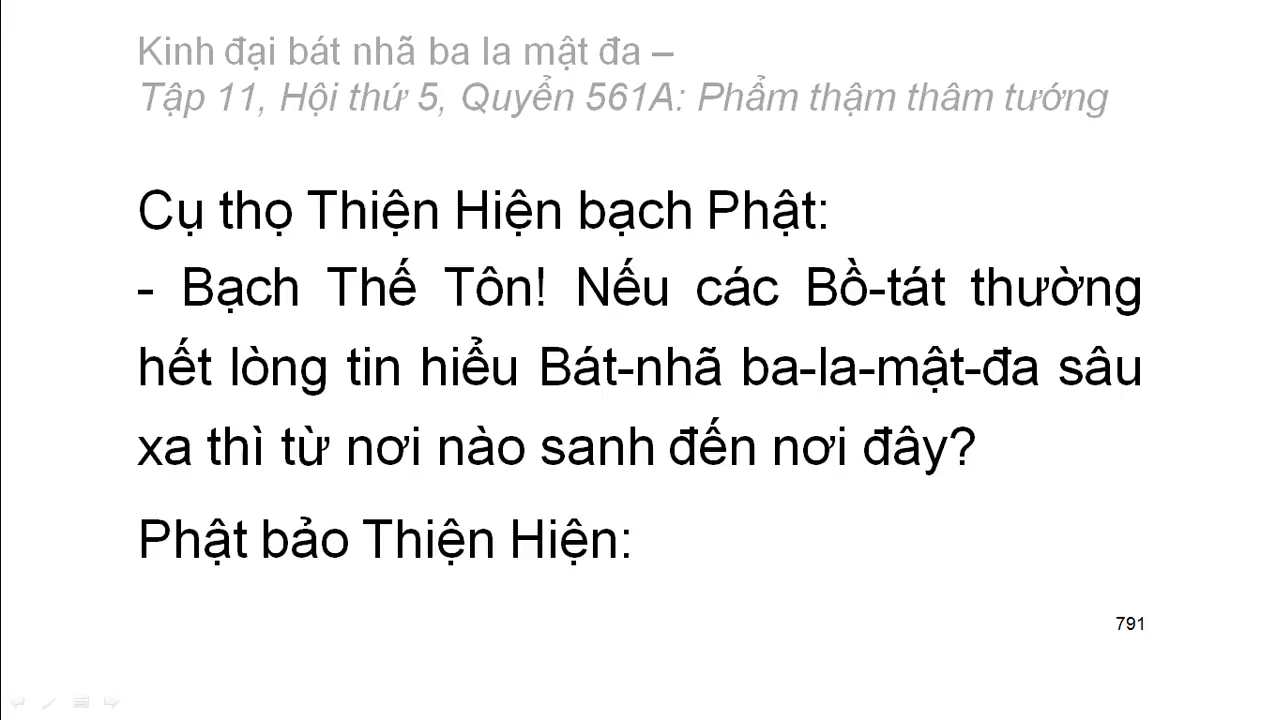 Kinh đại bát nhã ba la mật đa –
Tập 11, Hội thứ 5, Quyển 561A: Phẩm thậm thâm tướng
Cụ thọ Thiện Hiện bạch Phật:
- Bạch Thế Tôn! Nếu các Bồ-tát thường
hết lòng tin hiểu Bát-nhã ba-la-mật-đa sâu
xa thì từ nơi nào sanh đến nơi đây?
Phật bảo Thiện Hiện:
791